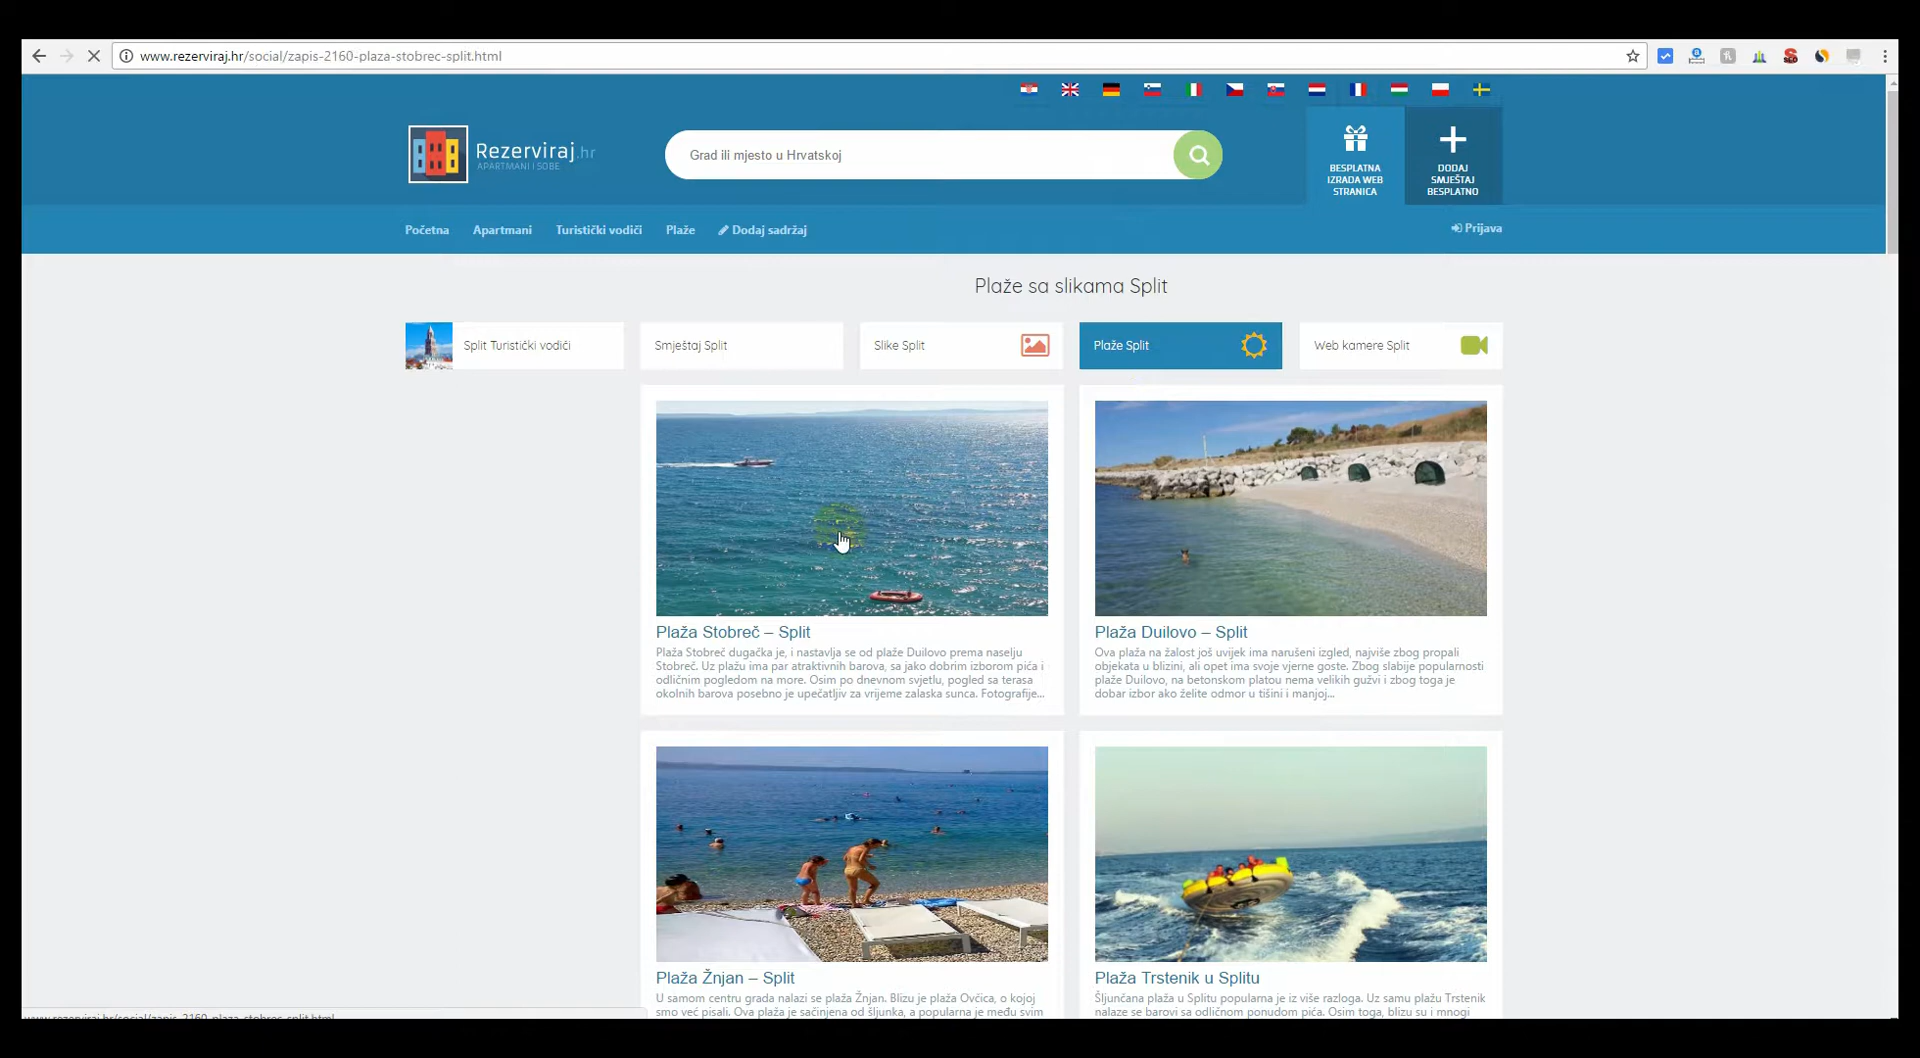 www.rezerviraj.hr/social/zapis-2160-plaza-stobrec-split.html
Rezerviraj.hr
APARTMANI I SOBE
Grad ili mjesto u Hrvatskoj
BESPLATNA
IZRADA WEB
STRANICA
DODAJ
SMJEŠTAJ
BESPLATNO
Početna
Apartmani
Turistički vodiči
Plaže
Dodaj sadržaj
Prijava
Plaže sa slikama Split
Split Turistički vodiči
Smještaj Split
Slike Split
Plaže Split
Web kamere Split
Plaža Stobreč – Split
Plaža Stobreč dugačka je, i nastavlja se od plaže Duilovo prema naselju
Stobreč. Uz plažu ima par atraktivnih barova, sa jako dobrim izborom pića i
odličnim pogledom na more. Osim po dnevnom svjetlu, pogled sa terasa
okolnih barova posebno je upečatljiv za vrijeme zalaska sunca. Fotografije...
Plaža Duilovo – Split
Ova plaža na žalost još uvijek ima narušeni izgled, najviše zbog propali
objekata u blizini, ali opet ima svoje vjerne goste. Zbog slabije popularnosti
plaže Duilovo, na betonskom platou nema velikih gužvi i zbog toga je
dobar izbor ako želite odmor u tišini i manjoj...
Plaža Žnjan – Split
U samom centru grada nalazi se plaža Žnjan. Blizu je plaža Ovčica, o kojoj
smo već pisali. Ova plaža je sačinjena od šljunka, a popularna je među svim
Plaža Trstenik u Splitu
Šljunčana plaža u Splitu popularna je iz više razloga. Uz samu plažu Trstenik
nalaze se barovi sa odličnom ponudom pića. Osim toga, blizu su i mnogi
www.rezerviraj.hr/social/zapis-2160-plaza-stobrec-split.html